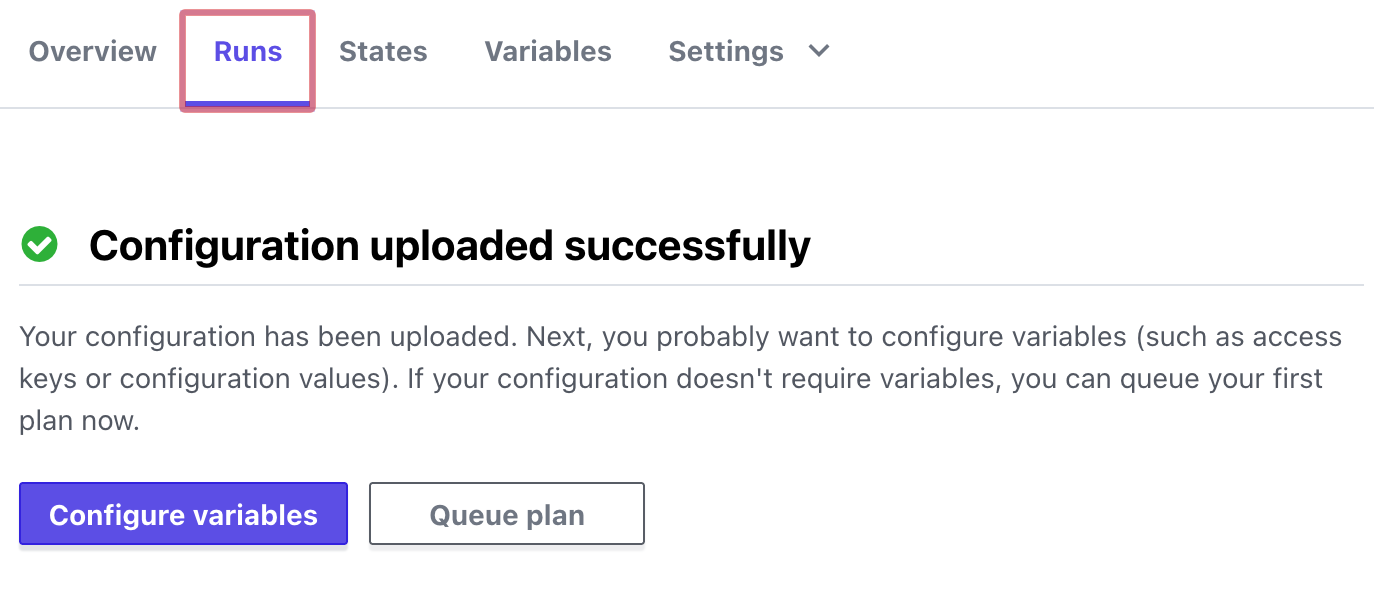 Overview Runs States Variables Settings
Configuration uploaded successfully
Your configuration has been uploaded. Next, you probably want to configure variables (such as access
keys or configuration values). If your configuration doesn't require variables, you can queue your first
plan now.
Configure variables Queue plan